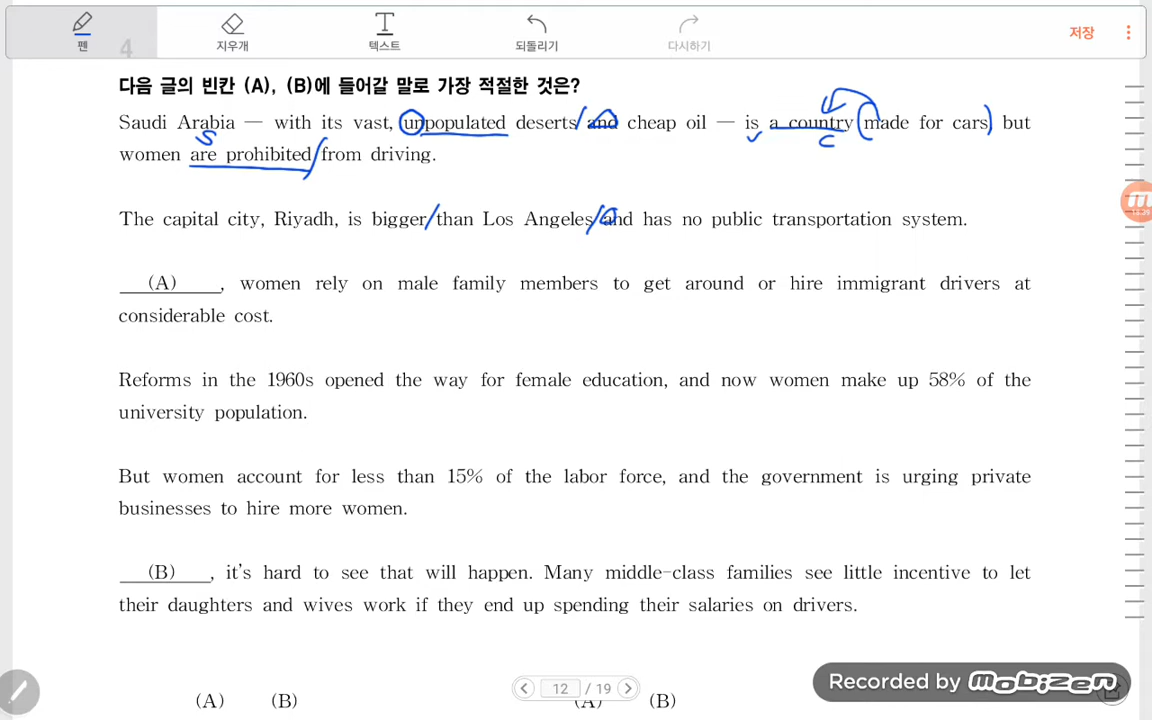 펜
지우개
텍스트
되돌리기
다시하기
저장
4
다음 글의 빈칸 (A), (B)에 들어갈 말로 가장 적절한 것은?
Saudi Arabia — with its vast, unpopulated deserts and cheap oil — is a country made for cars, but
S
C
women are prohibited from driving.
The capital city, Riyadh, is bigger than Los Angeles and has no public transportation system.
(A) , women rely on male family members to get around or hire immigrant drivers at
considerable cost.
Reforms in the 1960s opened the way for female education, and now women make up 58% of the
university population.
But women account for less than 15% of the labor force, and the government is urging private
businesses to hire more women.
(B) , it's hard to see that will happen. Many middle-class families see little incentive to let
their daughters and wives work if they end up spending their salaries on drivers.
12 / 19
Recorded by mobizen
(A) (B) (A) (B)